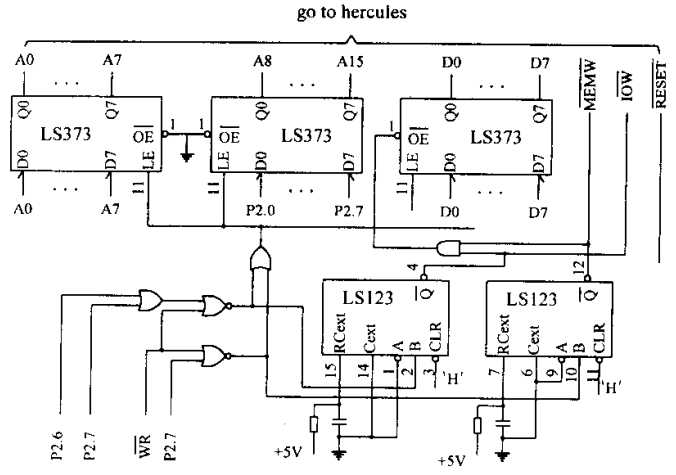 go to hercules
A0 ... A7 A8 ... A15 D0 ... D7 MEMW IOW RESET
Q0 Q7 Q0 Q7 Q0 Q7
LS373 OE 1 1 OE LS373 1 OE LS373
D0 D7 LE LE D0 D7 LE D0 D7
... 11 11 ... 11 ...
A0 A7 P2.0 P2.7 D0 D7
4 12
LS123 Q LS123 Q
RCext Cext A B CLR RCext Cext A B CLR
15 14 1 2 3 7 6 9 10 11
'H' 'H'
+5V +5V
P2.6 P2.7 WR P2.7